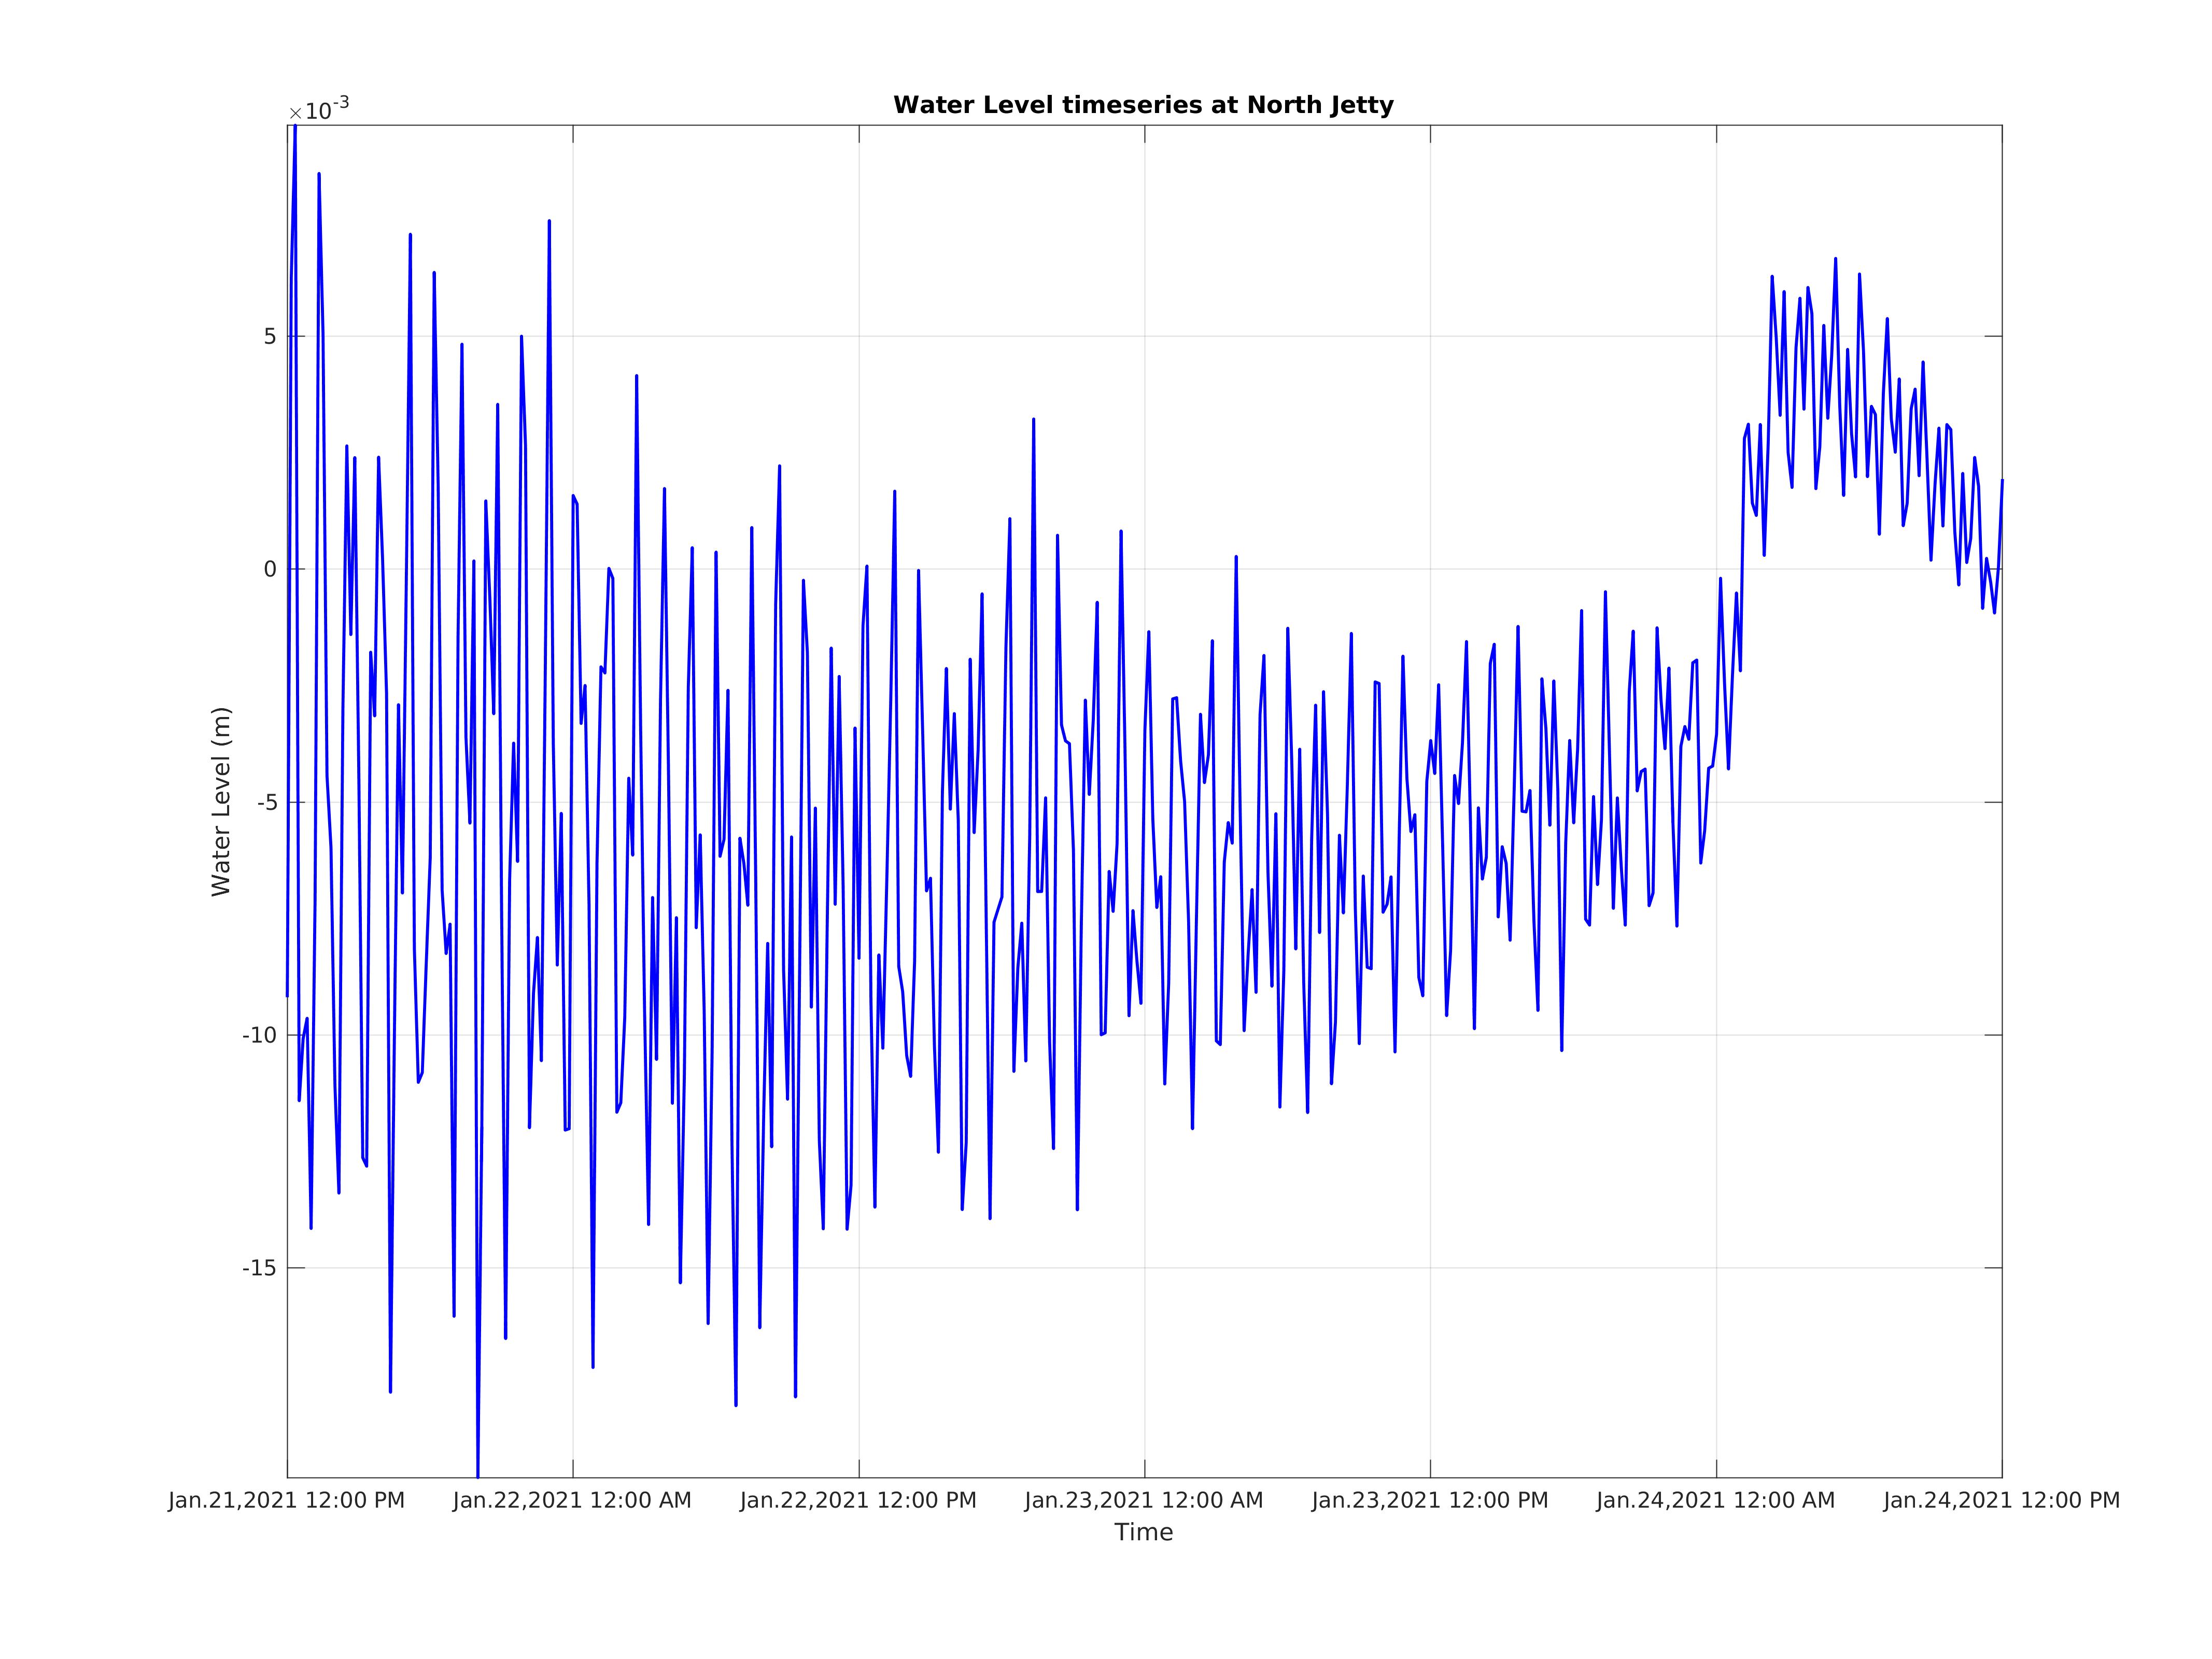 ×10-3
Water Level timeseries at North Jetty
5
0
-5
-10
-15
Water Level (m)
Jan.21,2021 12:00 PM
Jan.22,2021 12:00 AM
Jan.22,2021 12:00 PM
Jan.23,2021 12:00 AM
Jan.23,2021 12:00 PM
Jan.24,2021 12:00 AM
Jan.24,2021 12:00 PM
Time